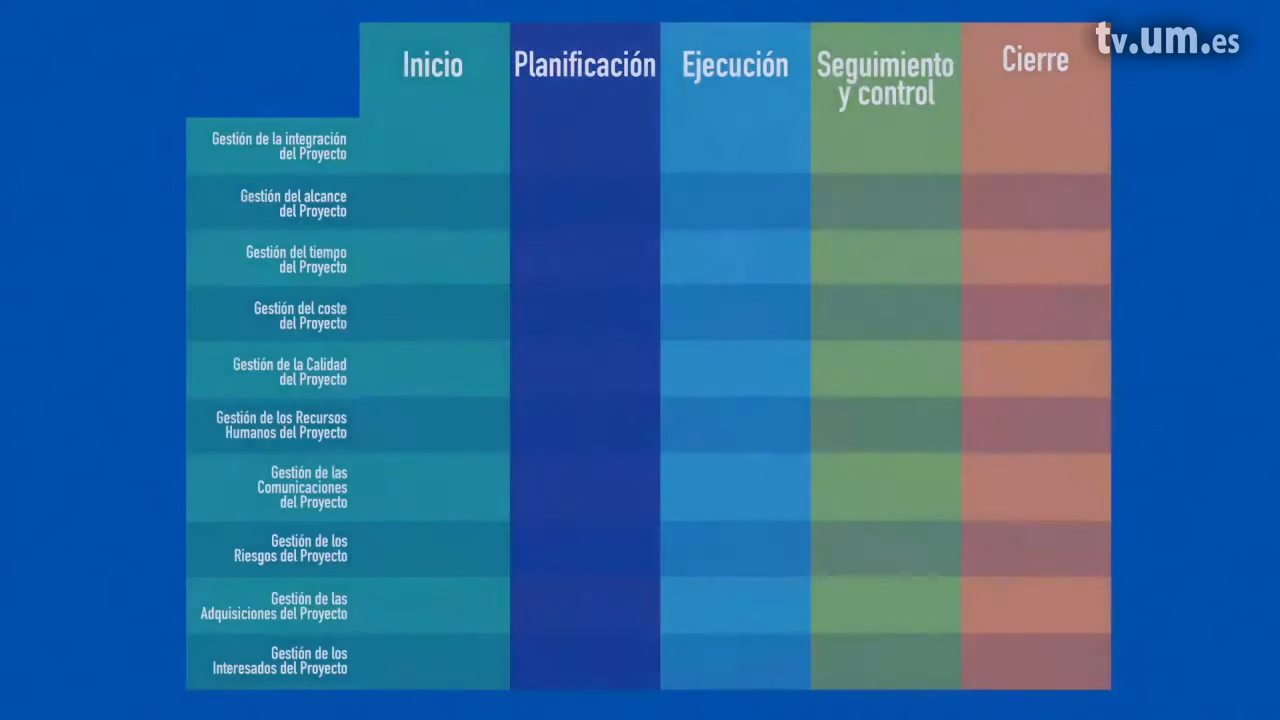 tv.um.es
Inicio
Planificación
Ejecución
Seguimiento
y control
Cierre
Gestión de la integración
del Proyecto
Gestión del alcance
del Proyecto
Gestión del tiempo
del Proyecto
Gestión del coste
del Proyecto
Gestión de la Calidad
del Proyecto
Gestión de los Recursos
Humanos del Proyecto
Gestión de las
Comunicaciones
del Proyecto
Gestión de los
Riesgos del Proyecto
Gestión de las
Adquisiciones del Proyecto
Gestión de los
Interesados del Proyecto